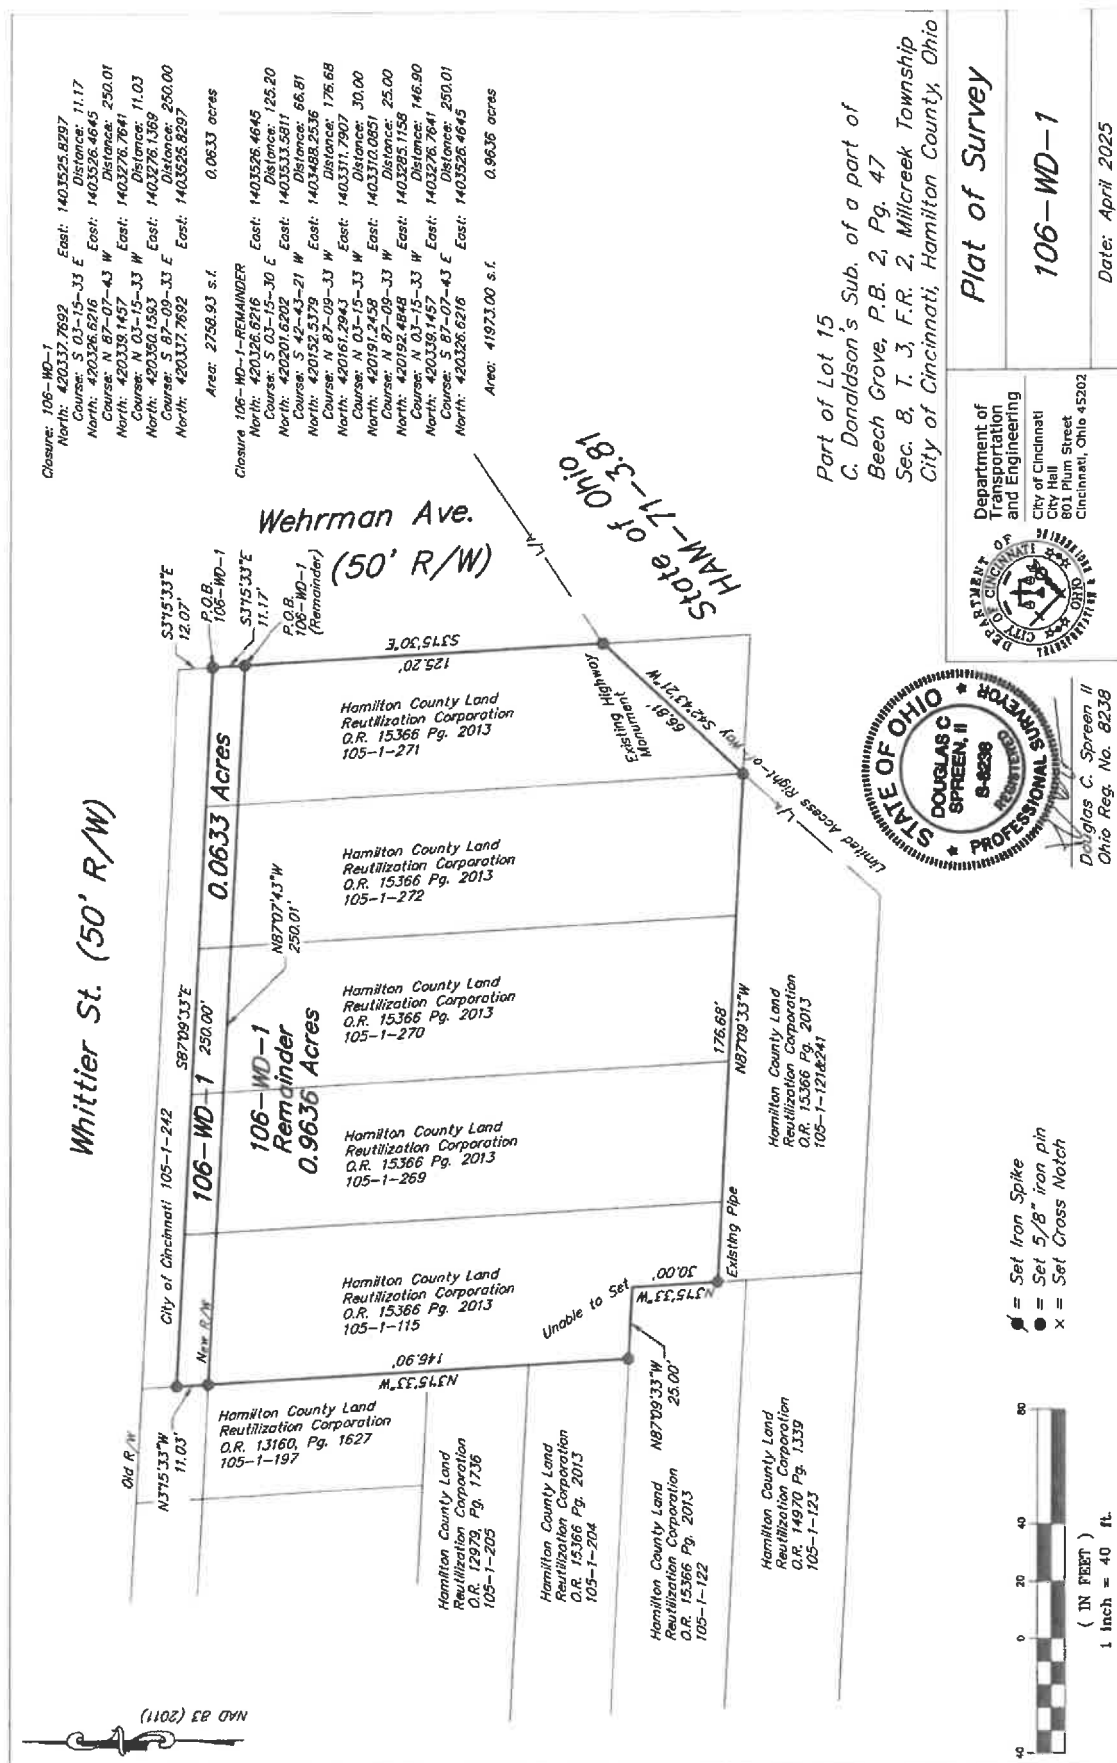 Closure: 106-WD-1
North: 420337.7692 East: 1403525.8297
Course: S 03-15-33 E Distance: 11.17
North: 420326.6216 East: 1403526.4645
Course: N 87-07-43 W Distance: 250.01
North: 420339.1457 East: 1403276.7641
Course: N 03-15-33 W Distance: 11.03
North: 420350.1593 East: 1403276.1369
Course: S 87-09-33 E Distance: 250.00
North: 420337.7692 East: 1403525.8297
Area: 2758.93 s.f. 0.0633 acres
Closure 106-WD-1-REMAINDER
North: 420326.6216 East: 1403526.4645
Course: S 03-15-30 E Distance: 125.20
North: 420201.6202 East: 1403533.5811
Course: S 42-43-21 W Distance: 66.81
North: 420152.5379 East: 1403488.2536
Course: N 87-09-33 W Distance: 176.68
North: 420161.2943 East: 1403311.7907
Course: N 03-15-33 W Distance: 30.00
North: 420191.2458 East: 1403310.0851
Course: N 87-09-33 W Distance: 25.00
North: 420192.4848 East: 1403285.1158
Course: N 03-15-33 W Distance: 146.90
North: 420339.1457 East: 1403276.7641
Course: S 87-07-43 E Distance: 250.01
North: 420326.6216 East: 1403526.4645
Area: 41973.00 s.f. 0.9636 acres
Whittier St. (50' R/W)
Wehrman Ave.
(50' R/W)
State of Ohio
HAM-71-3.81
L/A
S3°15'33"E
12.07'
P.O.B.
106-WD-1
S3°15'33"E
11.17'
P.O.B.
106-WD-1
(Remainder)
City of Cincinnati 105-1-242
S87°09'33"E
106-WD-1 250.00'
0.0633 Acres
Old R/W
New R/W
N3°15'33"W
11.03'
N87°07'43"W
250.01'
106-WD-1
Remainder
0.9636 Acres
S3°15'30"E
125.20'
Hamilton County Land
Reutilization Corporation
O.R. 15366 Pg. 2013
105-1-271
Hamilton County Land
Reutilization Corporation
O.R. 15366 Pg. 2013
105-1-272
Hamilton County Land
Reutilization Corporation
O.R. 15366 Pg. 2013
105-1-270
Hamilton County Land
Reutilization Corporation
O.R. 15366 Pg. 2013
105-1-269
Hamilton County Land
Reutilization Corporation
O.R. 15366 Pg. 2013
105-1-115
Existing Highway
Monument
66.81'
S42°43'21"W
L/A
Limited Access Right-of-Way
176.68'
N87°09'33"W
Existing Pipe
30.00'
N3°15'33"W
Unable to Set
N87°09'33"W
25.00'
146.90'
N3°15'33"W
Hamilton County Land
Reutilization Corporation
O.R. 13160, Pg. 1627
105-1-197
Hamilton County Land
Reutilization Corporation
O.R. 12979, Pg. 1736
105-1-205
Hamilton County Land
Reutilization Corporation
O.R. 15366 Pg. 2013
105-1-204
Hamilton County Land
Reutilization Corporation
O.R. 15366 Pg. 2013
105-1-122
Hamilton County Land
Reutilization Corporation
O.R. 14970 Pg. 1339
105-1-123
Hamilton County Land
Reutilization Corporation
O.R. 15366 Pg. 2013
105-1-121&241
NAD 83 (2011)
= Set Iron Spike
= Set 5/8" iron pin
x = Set Cross Notch
40 0 20 40 80
( IN FEET )
1 inch = 40 ft.
STATE OF OHIO
DOUGLAS C
SPREEN, II
S-8238
REGISTERED
PROFESSIONAL SURVEYOR
Douglas C. Spreen II
Ohio Reg. No. 8238
Part of Lot 15
C. Donaldson's Sub. of a part of
Beech Grove, P.B. 2, Pg. 47
Sec. 8, T. 3, F.R. 2, Millcreek Township
City of Cincinnati, Hamilton County, Ohio
DEPARTMENT OF
CITY OF CINCINNATI
OHIO
Department of
Transportation
and Engineering
City of Cincinnati
City Hall
801 Plum Street
Cincinnati, Ohio 45202
Plat of Survey
106-WD-1
Date: April 2025